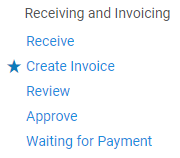 Receiving and Invoicing
Receive
Create Invoice
Review
Approve
Waiting for Payment